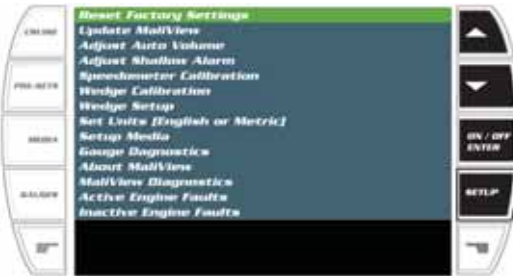 Reset Factory Settings
Update MaliView
Adjust Auto Volume
Adjust Shallow Alarm
Speedometer Calibration
Wedge Calibration
Wedge Setup
Set Units [English or Metric]
Setup Media
Gauge Dagnostics
About MaliView
MaliView Diagnostics
Active Engine Faults
Inactive Engine Faults
CRUISE
PRE-SETS
MEDIA
GAUGES
ON / OFF
ENTER
SETUP